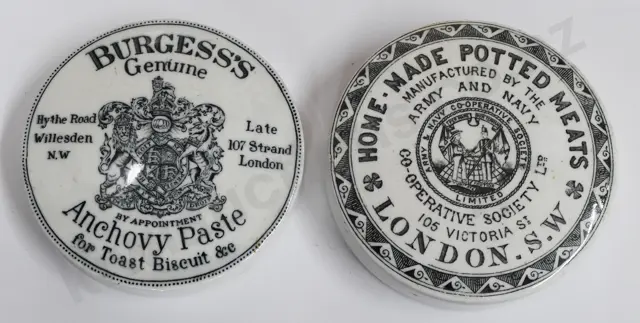 BURGESS'S
Genuine
Hythe Road
Willesden
N.W
Late
107 Strand
London
BY APPOINTMENT
Anchovy Paste
for Toast Biscuit &c
HOME-MADE POTTED MEATS
MANUFACTURED BY THE
ARMY AND NAVY
ARMY & NAVY CO-OPERATIVE SOCIETY
LIMITED
CO-OPERATIVE SOCIETY LTD
105 VICTORIA ST
LONDON. S.W